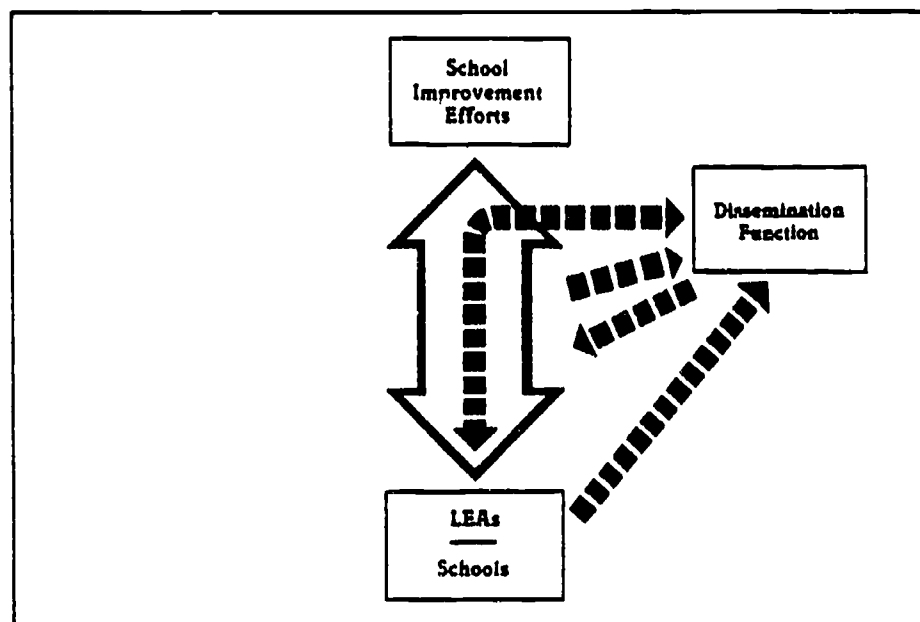 School
Improvement
Efforts
Dissemination
Function
LEAs
Schools